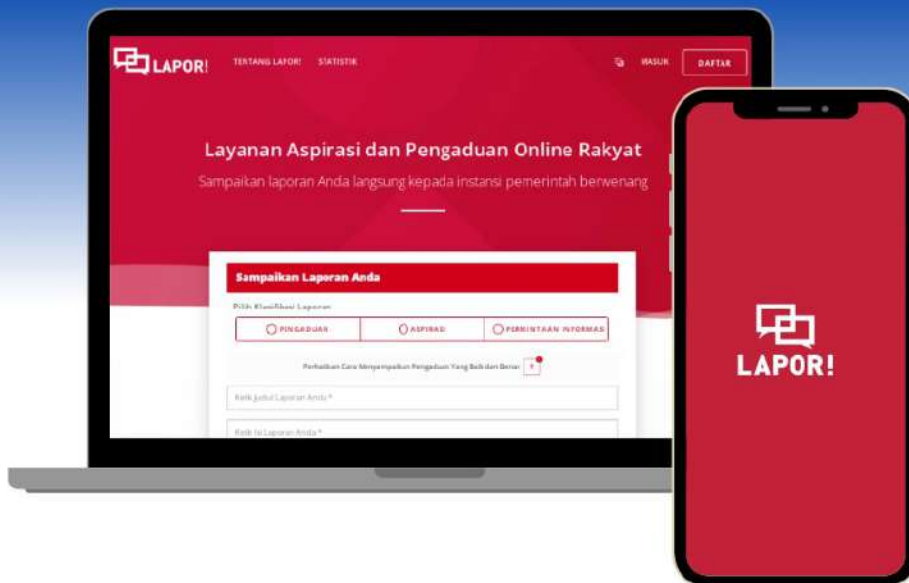 LAPOR!
TENTANG LAPOR! STATISTIK
MASUK
DAFTAR
Layanan Aspirasi dan Pengaduan Online Rakyat
Sampaikan laporan Anda langsung kepada instansi pemerintah berwenang
Sampaikan Laporan Anda
Pilih Klasifikasi Laporan
PENGADUAN
ASPIRASI
PERMINTAAN INFORMAS
Perhatikan Cara Menyampaikan Pengaduan Yang Baik dan Benar ?
Ketik Judul Laporan Anda *
Ketik Isi Laporan Anda *
LAPOR!